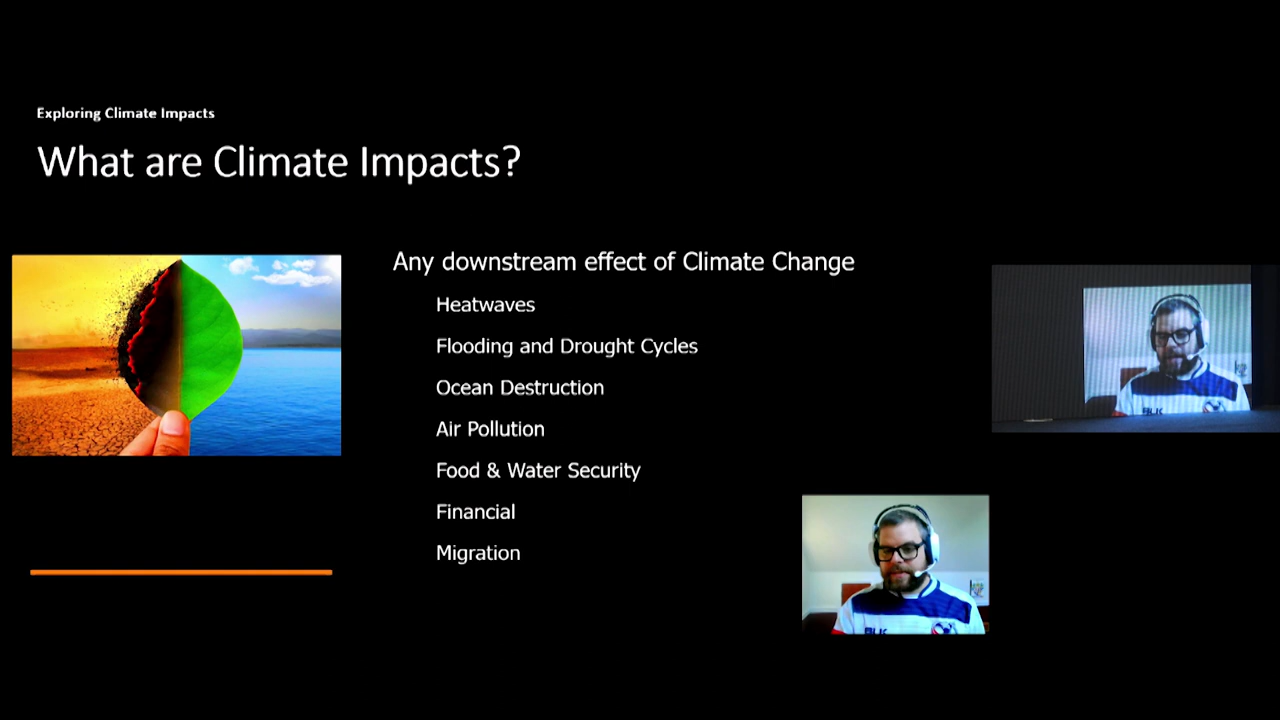 Exploring Climate Impacts
What are Climate Impacts?
Any downstream effect of Climate Change
Heatwaves
Flooding and Drought Cycles
Ocean Destruction
Air Pollution
Food & Water Security
Financial
Migration